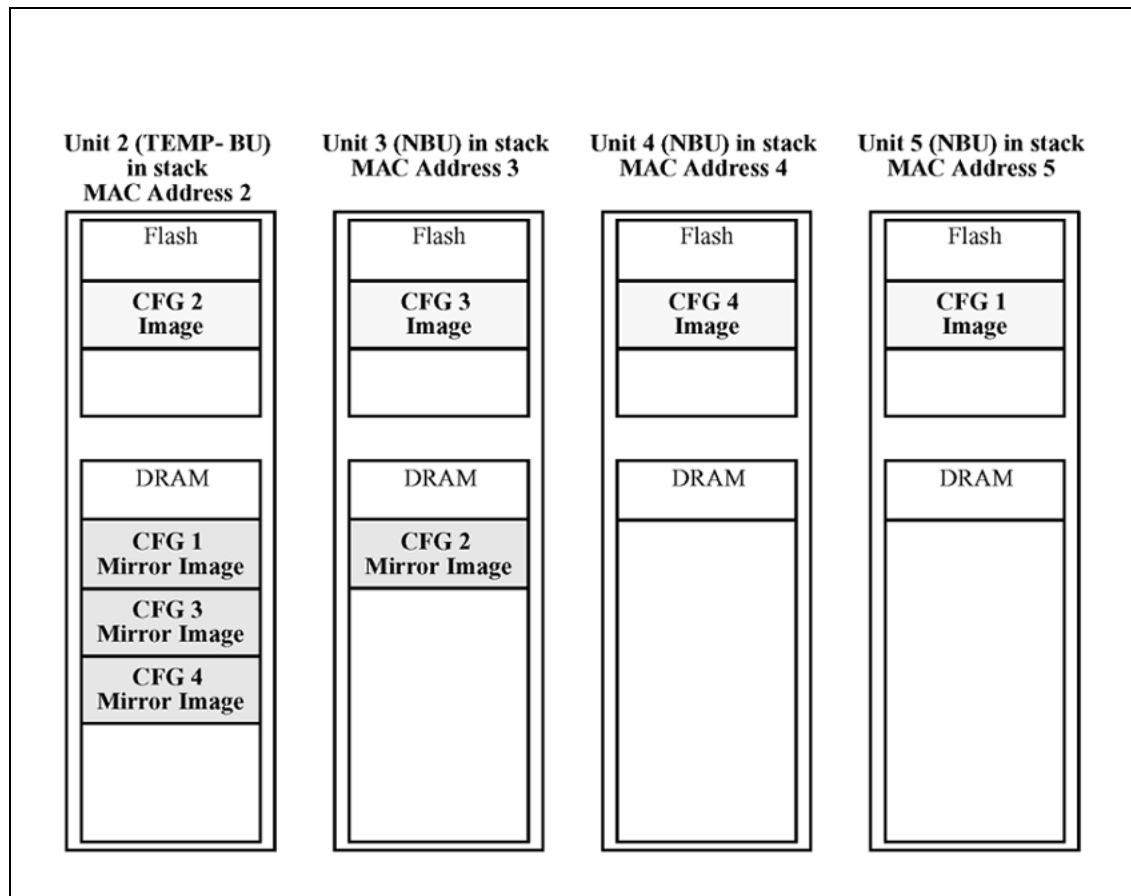 Unit 2 (TEMP- BU)
in stack
MAC Address 2
Flash
CFG 2
Image
DRAM
CFG 1
Mirror Image
CFG 3
Mirror Image
CFG 4
Mirror Image
Unit 3 (NBU) in stack
MAC Address 3
Flash
CFG 3
Image
DRAM
CFG 2
Mirror Image
Unit 4 (NBU) in stack
MAC Address 4
Flash
CFG 4
Image
DRAM
Unit 5 (NBU) in stack
MAC Address 5
Flash
CFG 1
Image
DRAM